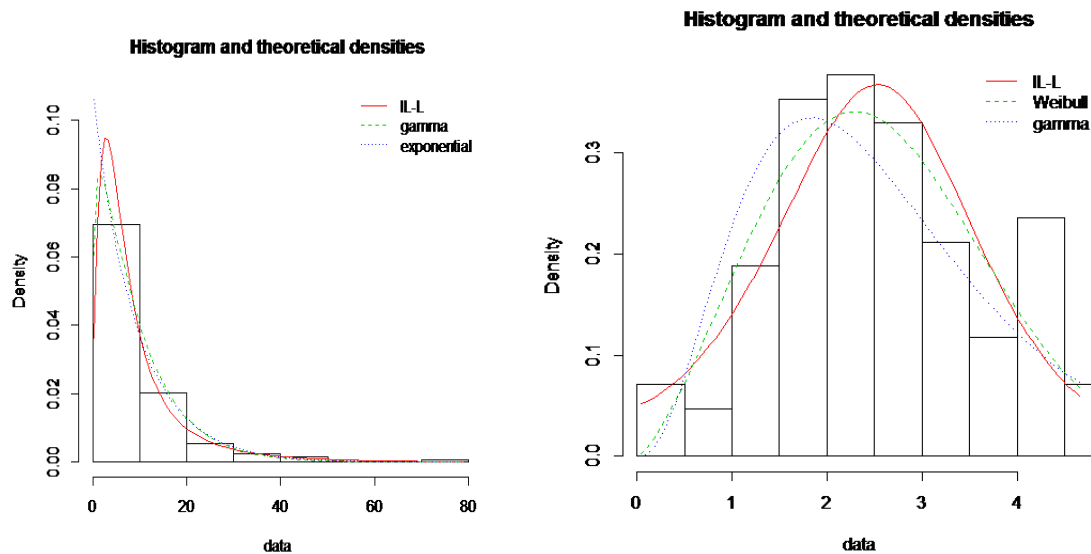 Histogram and theoretical densities
IL-L
gamma
exponential
Density
0.00
0.02
0.04
0.06
0.08
0.10
0
20
40
60
80
data
Histogram and theoretical densities
IL-L
Weibull
gamma
Density
0.0
0.1
0.2
0.3
0
1
2
3
4
data